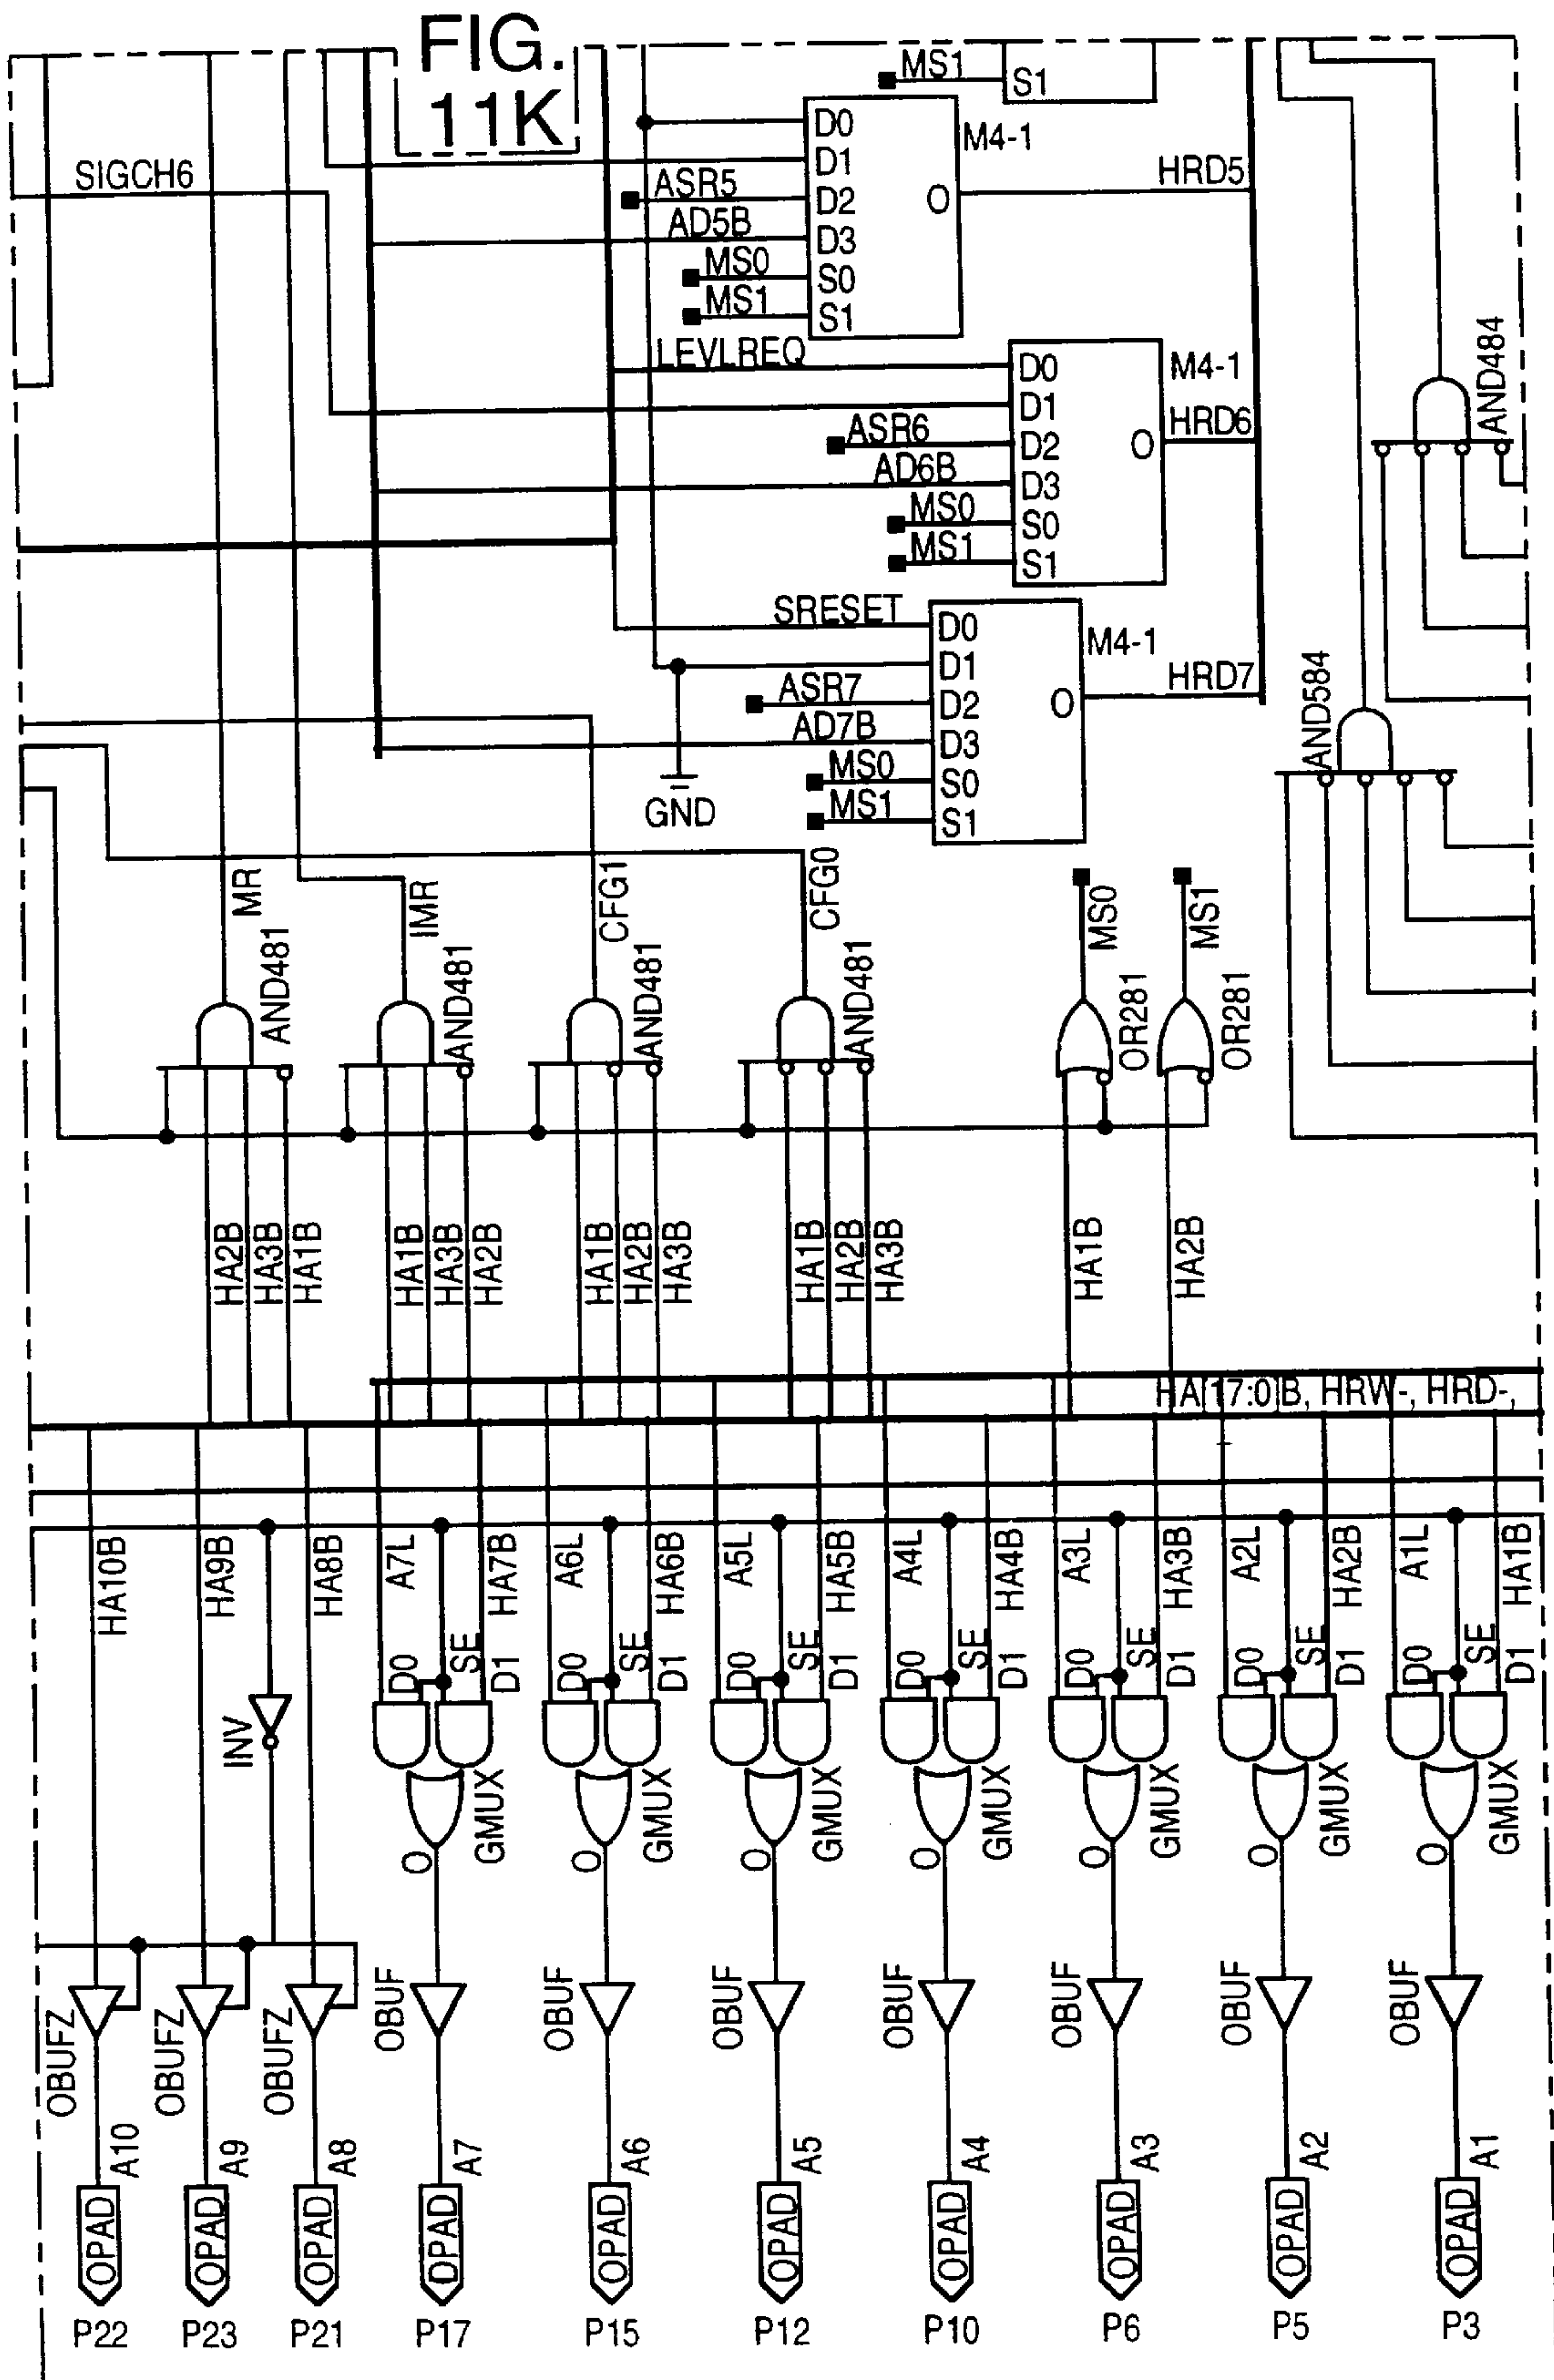 FIG.
11K
MS1
S1
D0
D1
D2
D3
S0
S1
O
M4-1
SIGCH6
ASR5
AD5B
MS0
MS1
HRD5
LEVLREQ
D0
D1
D2
D3
S0
S1
O
M4-1
ASR6
AD6B
MS0
MS1
HRD6
AND484
SRESET
D0
D1
D2
D3
S0
S1
O
M4-1
ASR7
AD7B
MS0
MS1
HRD7
GND
AND584
MR
IMR
CFG1
CFG0
MS0
MS1
AND481
AND481
AND481
AND481
OR281
OR281
HA2B
HA3B
HA1B
HA1B
HA3B
HA2B
HA1B
HA2B
HA3B
HA1B
HA2B
HA3B
HA1B
HA2B
HA[17:0]B, HRW-, HRD-,
HA10B
HA9B
HA8B
A7L
HA7B
A6L
HA6B
A5L
HA5B
A4L
HA4B
A3L
HA3B
A2L
HA2B
A1L
HA1B
D0
SE
D1
D0
SE
D1
D0
SE
D1
D0
SE
D1
D0
SE
D1
D0
SE
D1
D0
SE
D1
INV
GMUX
GMUX
GMUX
GMUX
GMUX
GMUX
GMUX
O
O
O
O
O
O
O
OBUFZ
OBUFZ
OBUFZ
OBUF
OBUF
OBUF
OBUF
OBUF
OBUF
OBUF
A10
A9
A8
A7
A6
A5
A4
A3
A2
A1
OPAD
OPAD
OPAD
OPAD
OPAD
OPAD
OPAD
OPAD
OPAD
OPAD
P22
P23
P21
P17
P15
P12
P10
P6
P5
P3